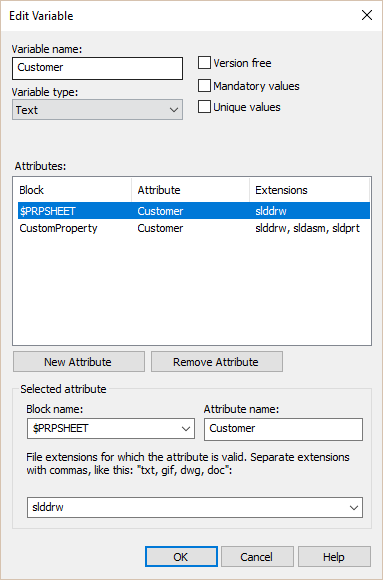 Edit Variable
Variable name:
Customer
Version free
Mandatory values
Variable type:
Text
Unique values
Attributes:
Block Attribute Extensions
$PRPSHEET Customer slddrw
CustomProperty Customer slddrw, sldasm, sldprt
New Attribute Remove Attribute
Selected attribute
Block name: Attribute name:
$PRPSHEET Customer
File extensions for which the attribute is valid. Separate extensions
with commas, like this: "txt, gif, dwg, doc":
slddrw
OK Cancel Help